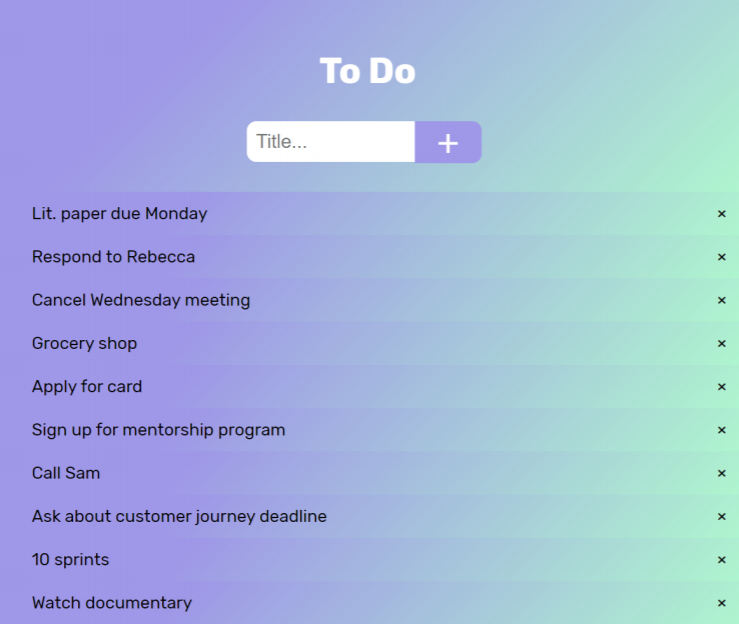 To Do
Title... +
Lit. paper due Monday ×
Respond to Rebecca ×
Cancel Wednesday meeting ×
Grocery shop ×
Apply for card ×
Sign up for mentorship program ×
Call Sam ×
Ask about customer journey deadline ×
10 sprints ×
Watch documentary ×